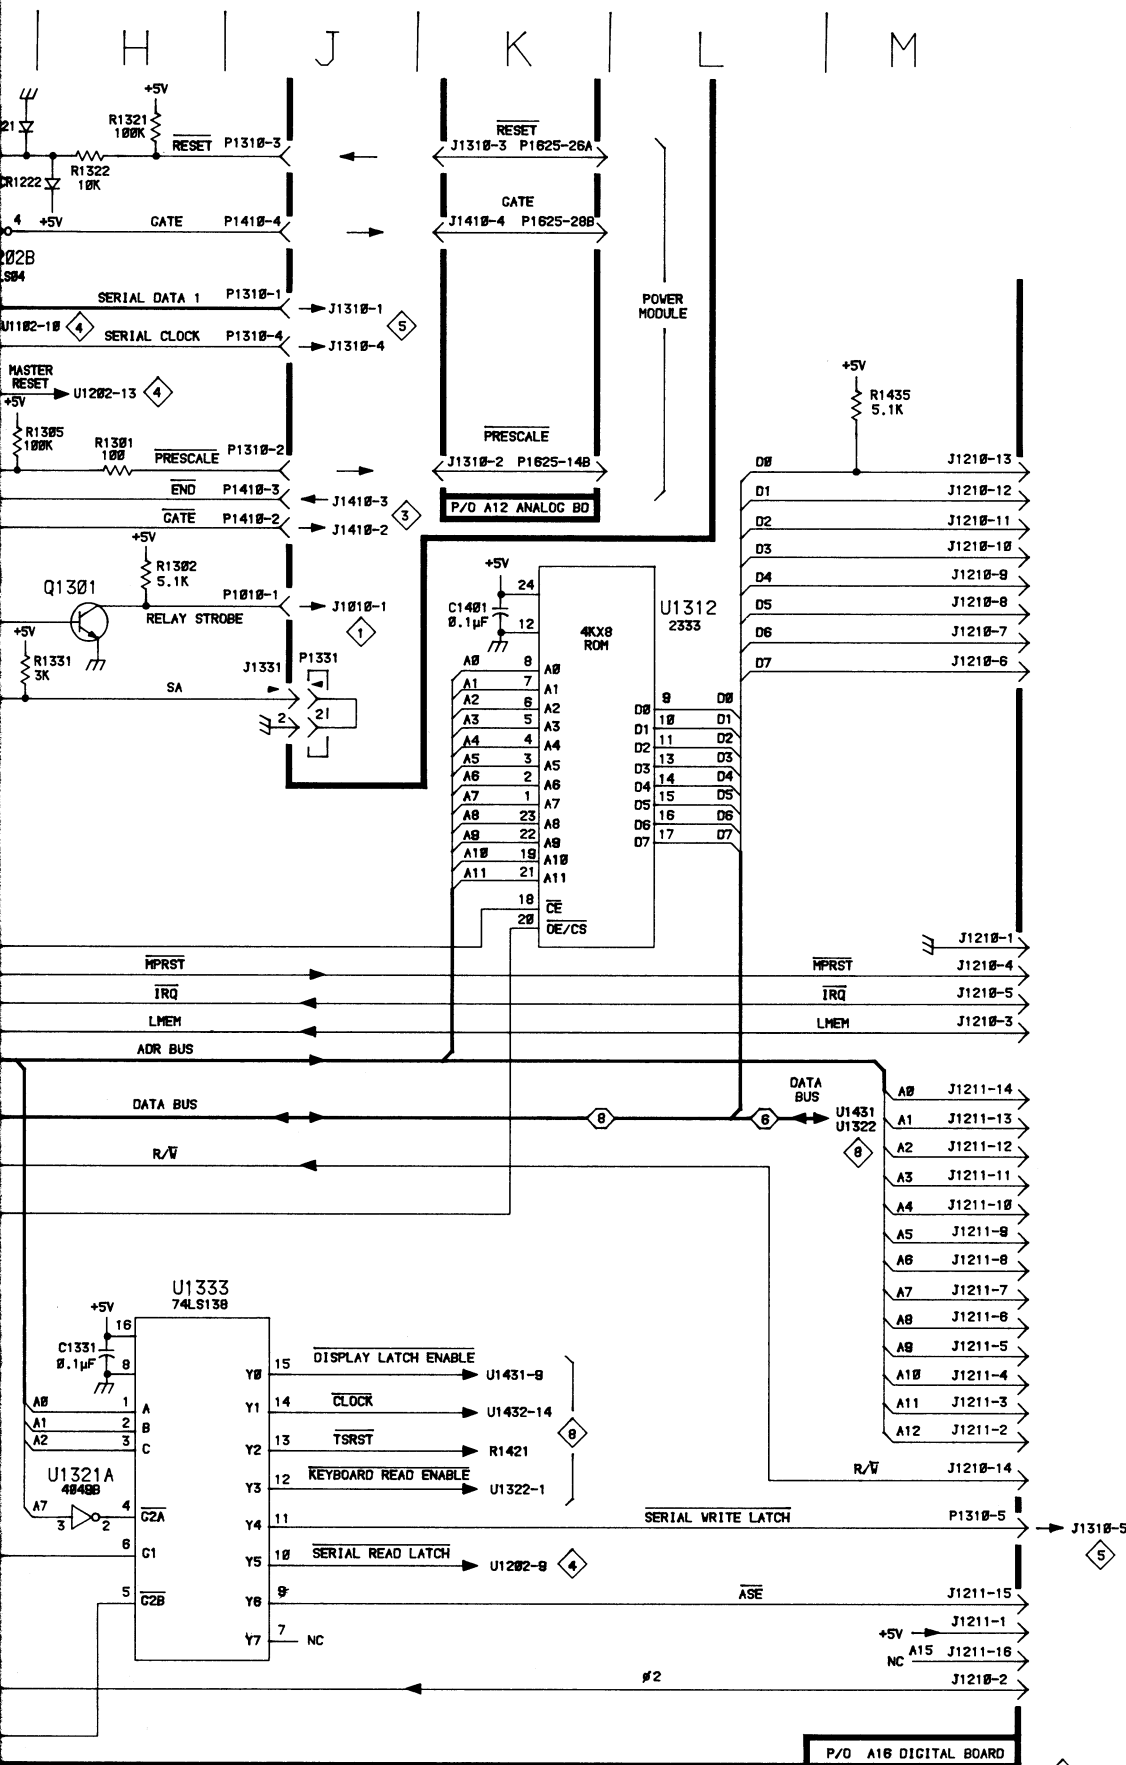 H J K L M
+5V
21
R1321
100K
RESET P1310-3
RESET
J1310-3 P1625-26A
R1322
10K
CR1222
+5V
4
GATE P1410-4
GATE
J1410-4 P1625-28B
202B
LS04
SERIAL DATA 1 P1310-1
J1310-1
POWER
MODULE
U1102-10 4
5
SERIAL CLOCK P1310-4
J1310-4
MASTER
RESET
U1202-13 4
+5V
R1305
100K
R1301
100
PRESCALE P1310-2
PRESCALE
J1310-2 P1625-14B
+5V
R1435
5.1K
END P1410-3
J1410-3
3
P/O A12 ANALOG BD
GATE P1410-2
J1410-2
D0 J1210-13
D1 J1210-12
D2 J1210-11
D3 J1210-10
D4 J1210-9
D5 J1210-8
D6 J1210-7
D7 J1210-6
+5V
R1302
5.1K
Q1301
P1010-1
J1010-1
RELAY STROBE
1
+5V
R1331
3K
SA
J1331 P1331
2 2
+5V
24
C1401
0.1µF
12
4KX8
ROM
U1312
2333
A0 8 A0
A1 7 A1
A2 6 A2
A3 5 A3
A4 4 A4
A5 3 A5
A6 2 A6
A7 1 A7
A8 23 A8
A9 22 A9
A10 19 A10
A11 21 A11
18 CE
20 OE/CS
D0 9 D0
D1 10 D1
D2 11 D2
D3 13 D3
D4 14 D4
D5 15 D5
D6 16 D6
D7 17 D7
J1210-1
MPRST MPRST J1210-4
IRQ IRQ J1210-5
LMEM LMEM J1210-3
ADR BUS
DATA BUS
8
6
DATA
BUS
U1431
U1322
8
R/W
A0 J1211-14
A1 J1211-13
A2 J1211-12
A3 J1211-11
A4 J1211-10
A5 J1211-9
A6 J1211-8
A7 J1211-7
A8 J1211-6
A9 J1211-5
A10 J1211-4
A11 J1211-3
A12 J1211-2
R/W J1210-14
U1333
74LS138
+5V
16
C1331
0.1µF
8
A0 1 A
A1 2 B
A2 3 C
U1321A
4049B
A7 3 2 4 G2A
6 G1
5 G2B
Y0 15 DISPLAY LATCH ENABLE U1431-9
Y1 14 CLOCK U1432-14
8
Y2 13 TSRST R1421
Y3 12 KEYBOARD READ ENABLE U1322-1
Y4 11 SERIAL WRITE LATCH P1310-5 J1310-5
5
Y5 10 SERIAL READ LATCH U1202-9 4
Y6 9 ASE J1211-15
Y7 7 NC
+5V J1211-1
NC A15 J1211-16
ø2 J1210-2
P/O A16 DIGITAL BOARD